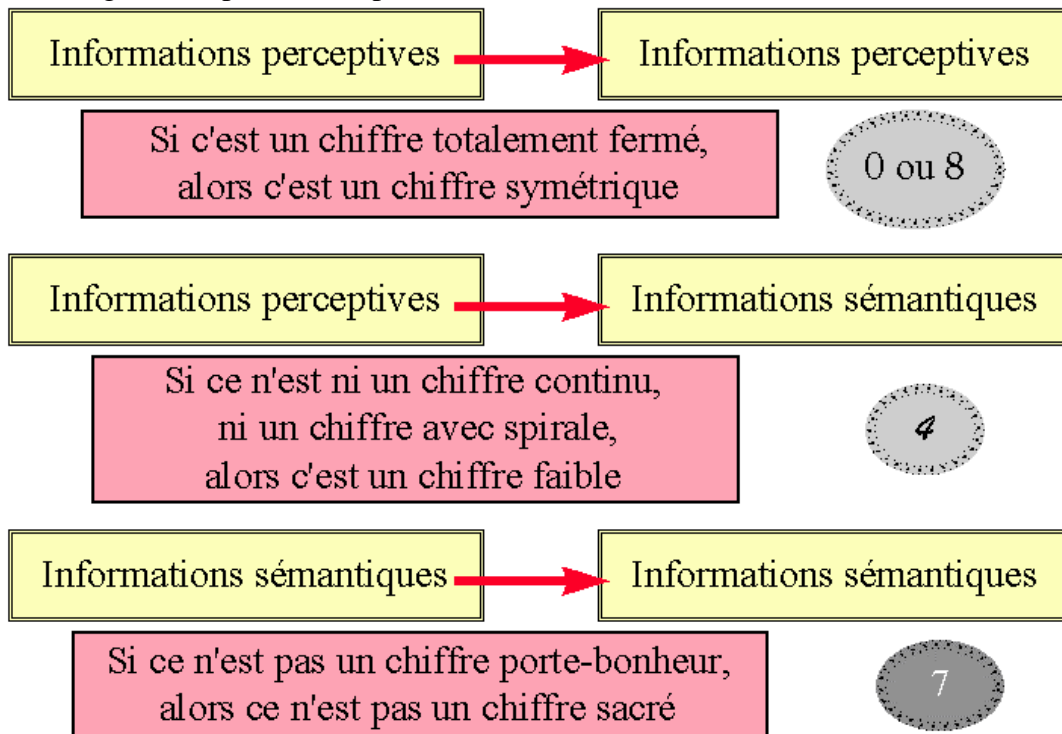 Informations perceptives
Informations perceptives
Si c'est un chiffre totalement fermé,
alors c'est un chiffre symétrique
0 ou 8
Informations perceptives
Informations sémantiques
Si ce n'est ni un chiffre continu,
ni un chiffre avec spirale,
alors c'est un chiffre faible
4
Informations sémantiques
Informations sémantiques
Si ce n'est pas un chiffre porte-bonheur,
alors ce n'est pas un chiffre sacré
7